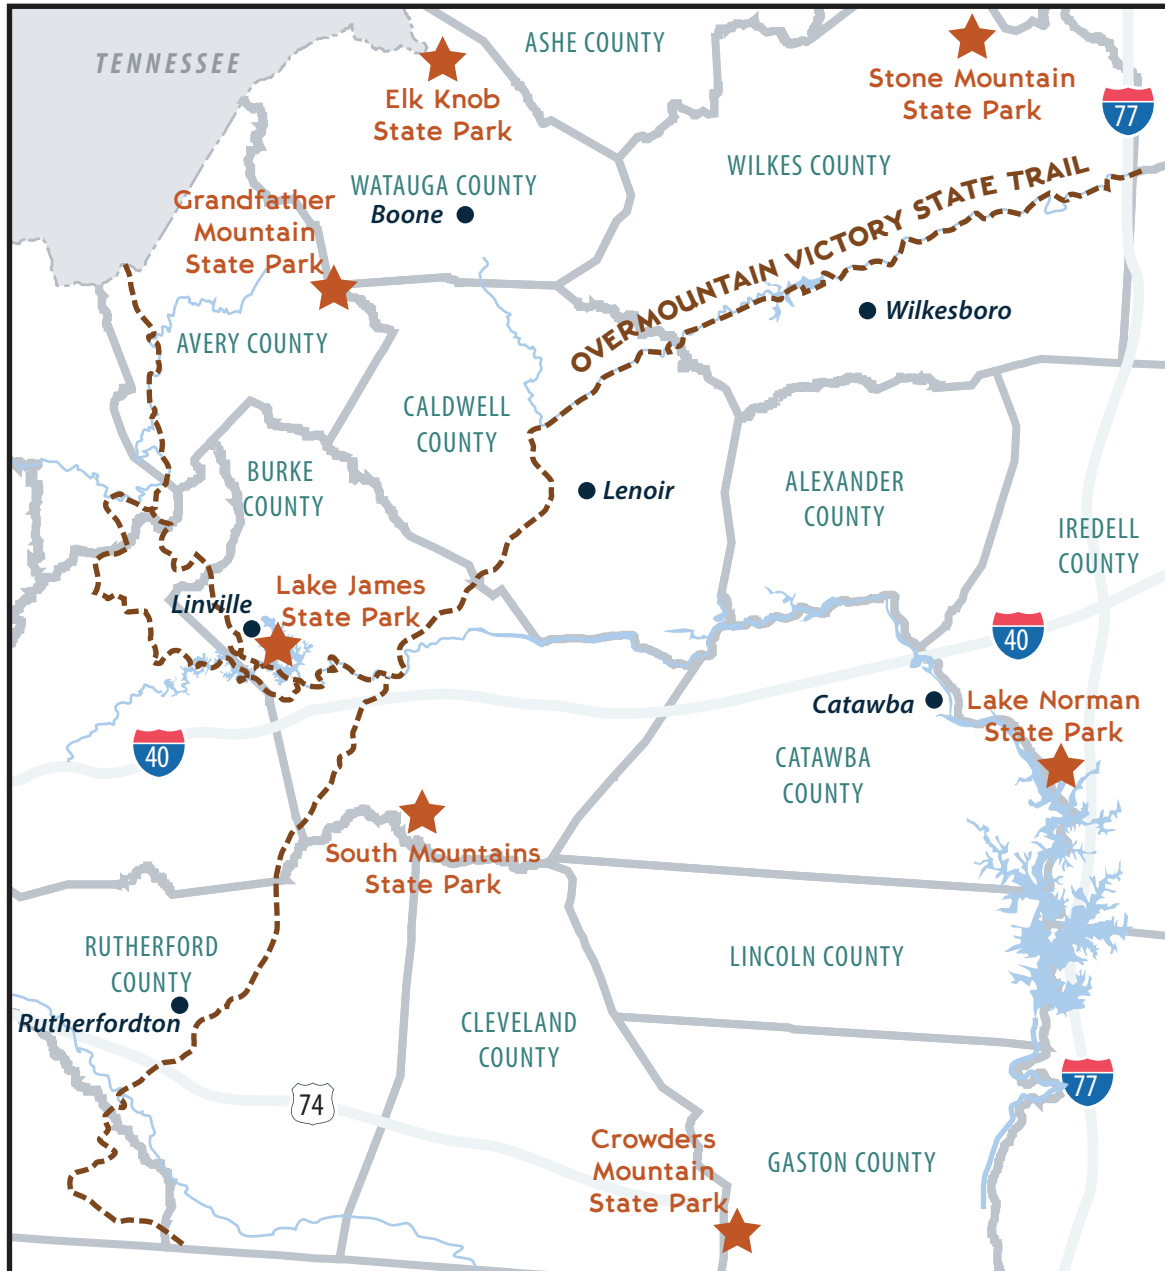 TENNESSEE
ASHE COUNTY
Elk Knob
State Park
Stone Mountain
State Park
77
WILKES COUNTY
WATAUGA COUNTY
Boone
Grandfather
Mountain
State Park
OVERMOUNTAIN VICTORY STATE TRAIL
Wilkesboro
AVERY COUNTY
CALDWELL
COUNTY
BURKE
COUNTY
Lenoir
ALEXANDER
COUNTY
IREDELL
COUNTY
Lake James
State Park
Linville
40
Catawba
Lake Norman
State Park
40
CATAWBA
COUNTY
South Mountains
State Park
RUTHERFORD
COUNTY
LINCOLN COUNTY
Rutherfordton
CLEVELAND
COUNTY
77
74
Crowders
Mountain
State Park
GASTON COUNTY